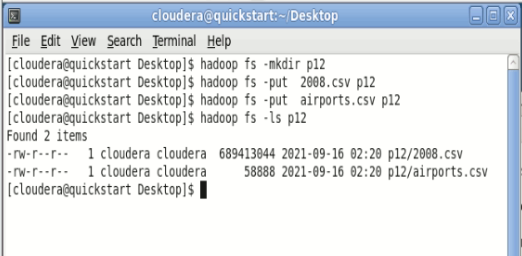 cloudera@quickstart:~/Desktop
File Edit View Search Terminal Help
[cloudera@quickstart Desktop]$ hadoop fs -mkdir p12
[cloudera@quickstart Desktop]$ hadoop fs -put  2008.csv p12
[cloudera@quickstart Desktop]$ hadoop fs -put  airports.csv p12
[cloudera@quickstart Desktop]$ hadoop fs -ls p12
Found 2 items
-rw-r--r--   1 cloudera cloudera  689413044 2021-09-16 02:20 p12/2008.csv
-rw-r--r--   1 cloudera cloudera      58888 2021-09-16 02:20 p12/airports.csv
[cloudera@quickstart Desktop]$